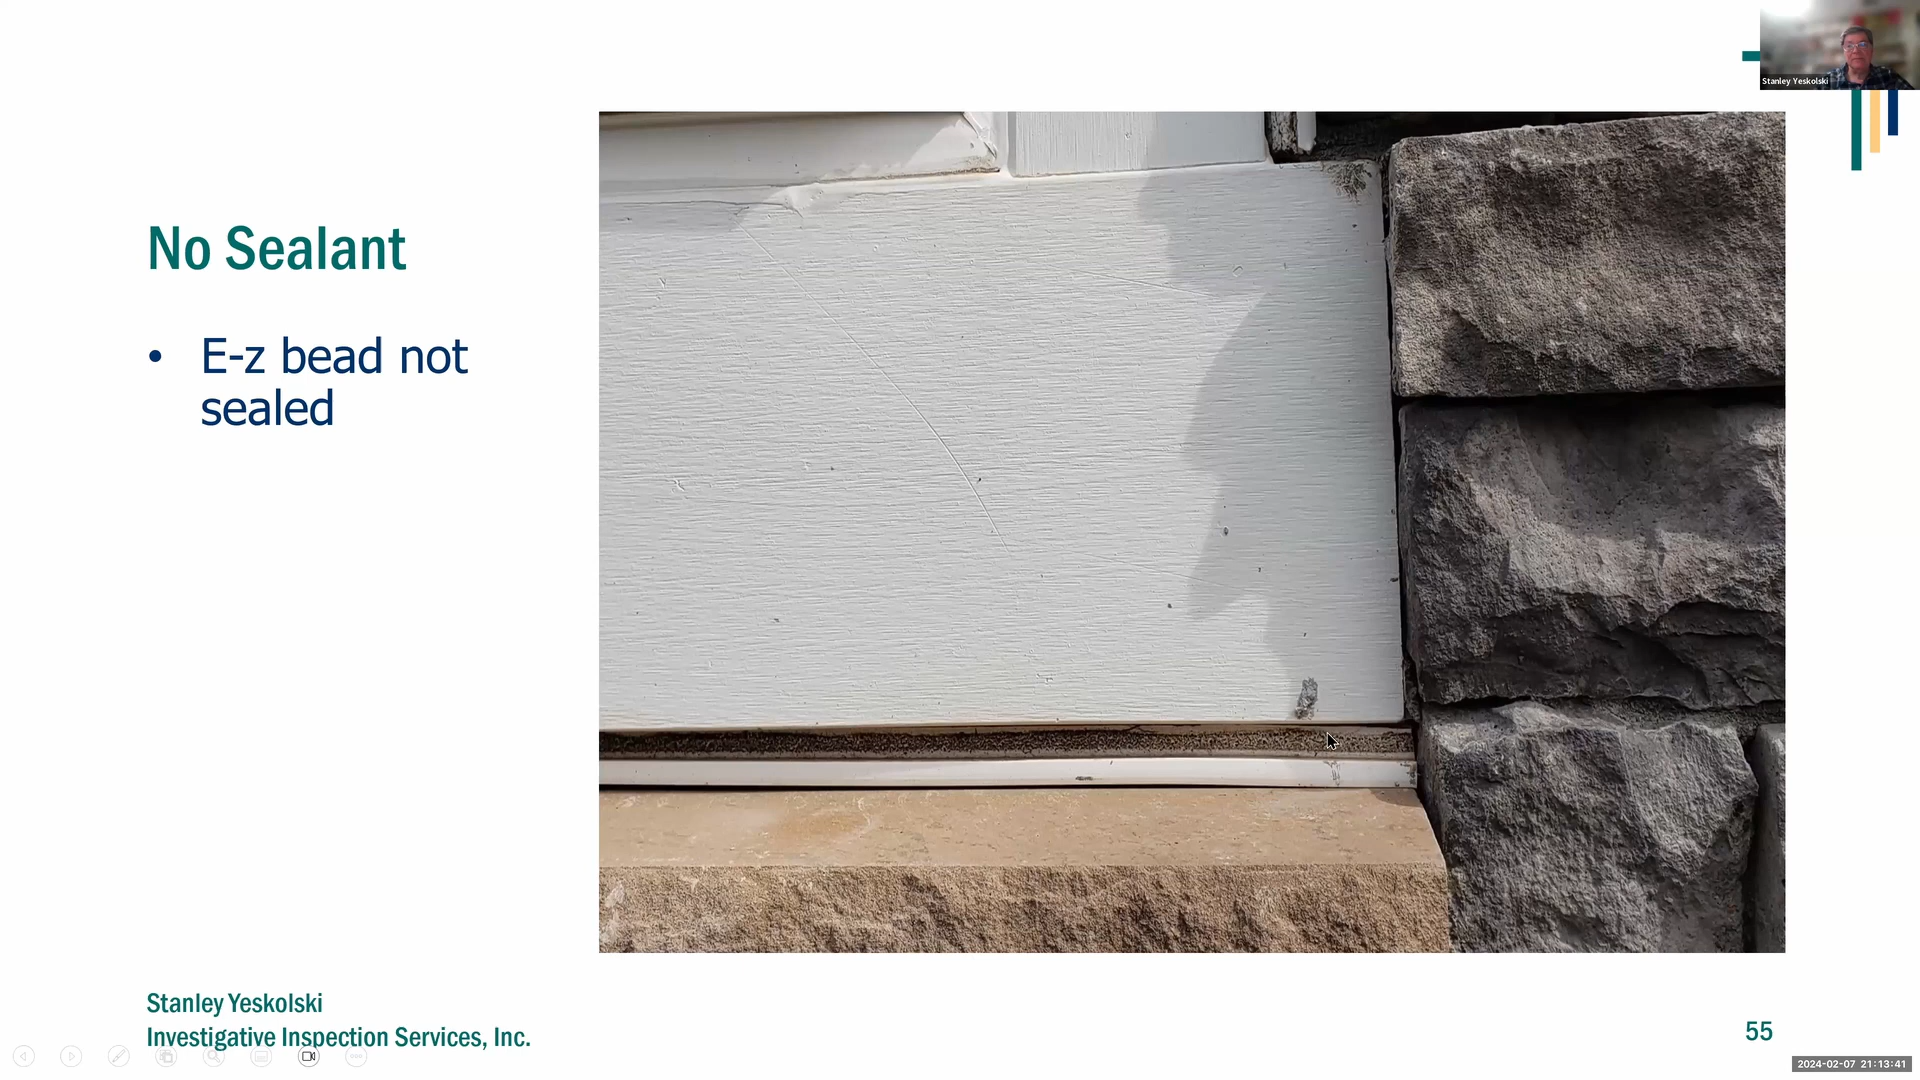 Stanley Yeskolski
No Sealant
• E-z bead not
sealed
Stanley Yeskolski
Investigative Inspection Services, Inc.
55
2024-02-07 21:13:41